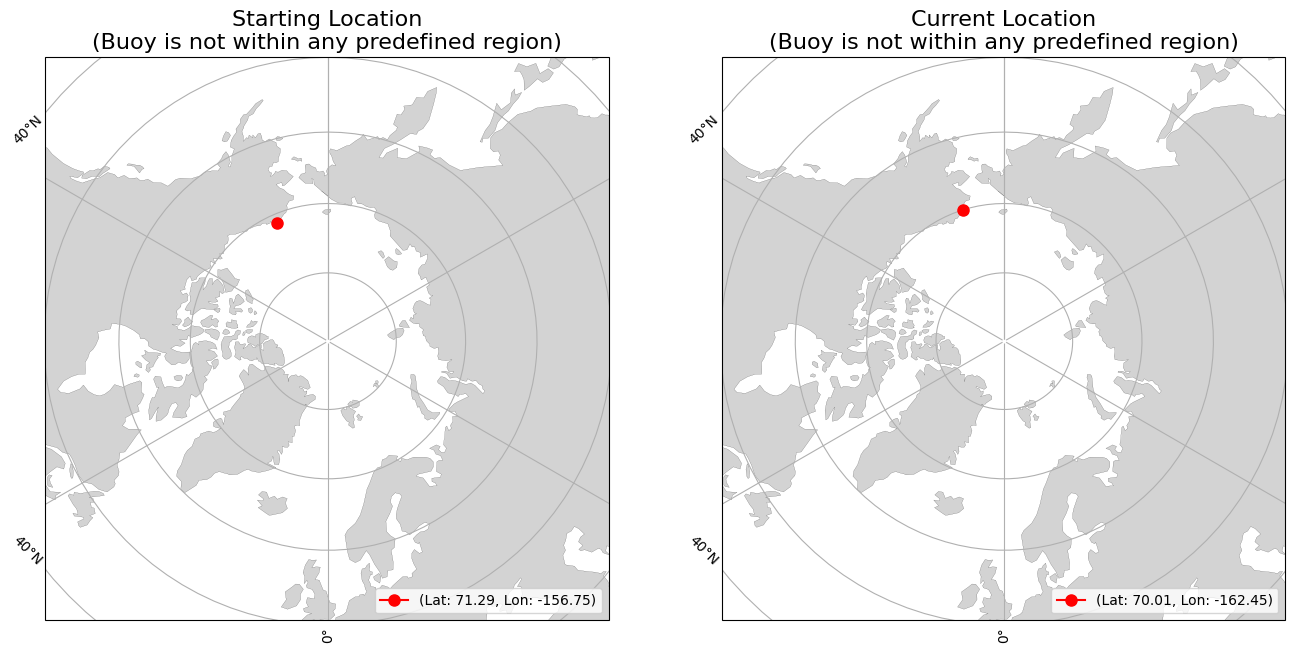 Starting Location
(Buoy is not within any predefined region)
40°N
40°N
0°
(Lat: 71.29, Lon: -156.75)
Current Location
(Buoy is not within any predefined region)
40°N
40°N
0°
(Lat: 70.01, Lon: -162.45)